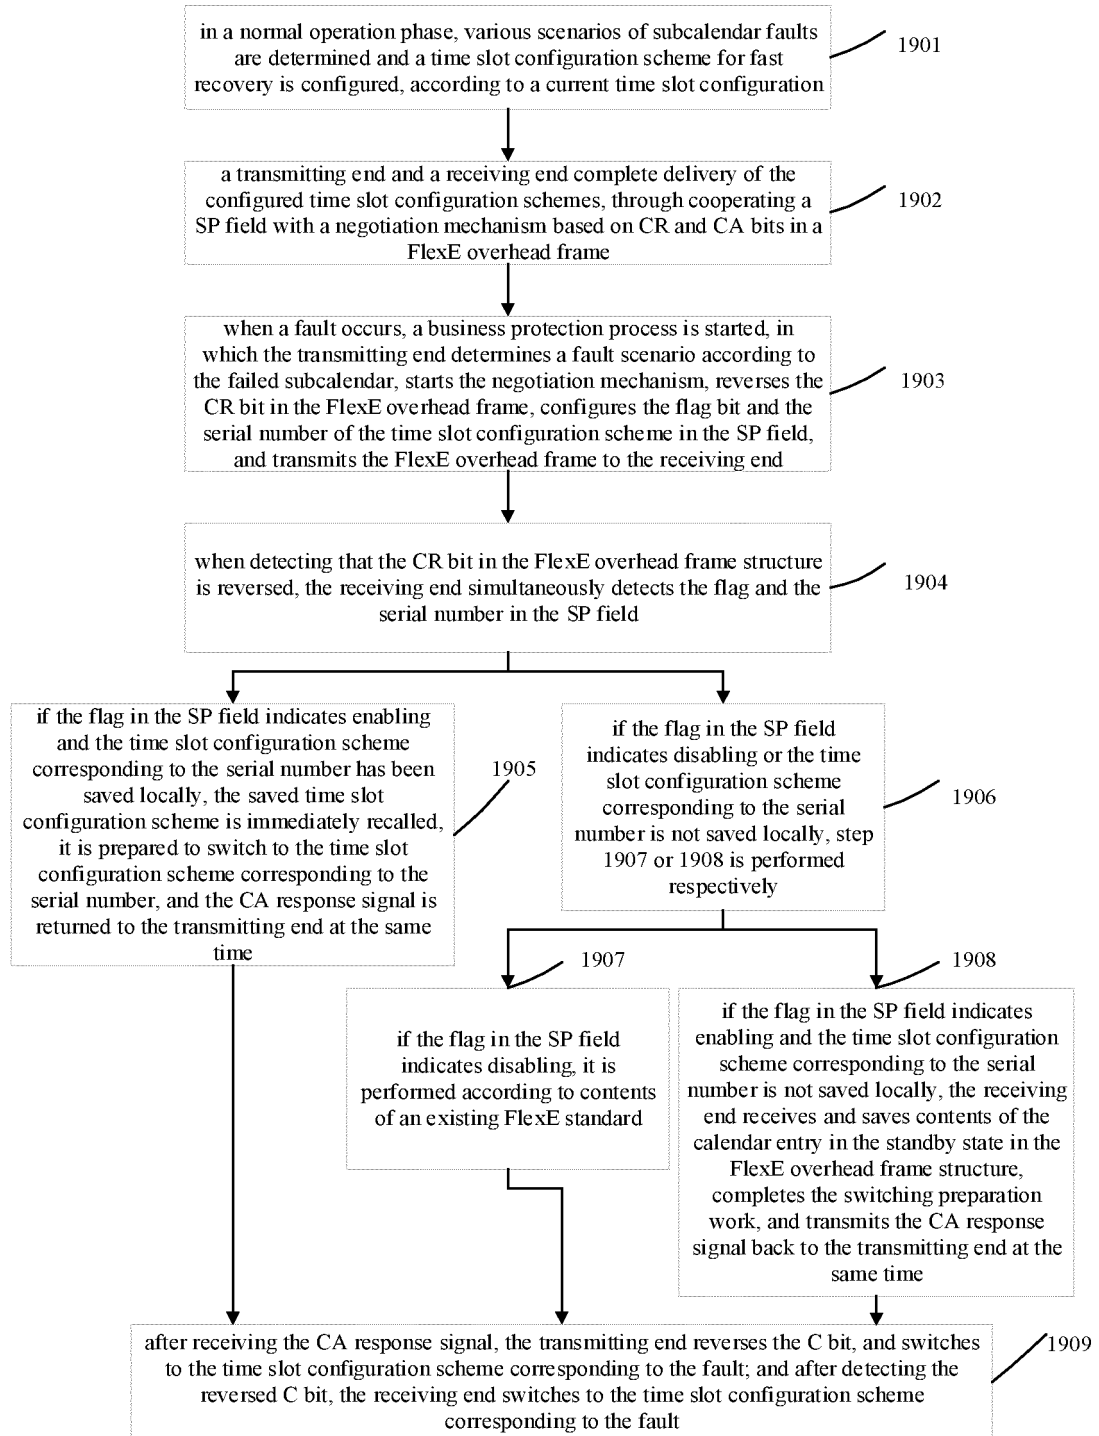 in a normal operation phase, various scenarios of subcalendar faults
are determined and a time slot configuration scheme for fast
recovery is configured, according to a current time slot configuration
1901
a transmitting end and a receiving end complete delivery of the
configured time slot configuration schemes, through cooperating a
SP field with a negotiation mechanism based on CR and CA bits in a
FlexE overhead frame
1902
when a fault occurs, a business protection process is started, in
which the transmitting end determines a fault scenario according to
the failed subcalendar, starts the negotiation mechanism, reverses the
CR bit in the FlexE overhead frame, configures the flag bit and the
serial number of the time slot configuration scheme in the SP field,
and transmits the FlexE overhead frame to the receiving end
1903
when detecting that the CR bit in the FlexE overhead frame structure
is reversed, the receiving end simultaneously detects the flag and the
serial number in the SP field
1904
if the flag in the SP field indicates enabling
and the time slot configuration scheme
corresponding to the serial number has been
saved locally, the saved time slot
configuration scheme is immediately recalled,
it is prepared to switch to the time slot
configuration scheme corresponding to the
serial number, and the CA response signal is
returned to the transmitting end at the same
time
1905
if the flag in the SP field
indicates disabling or the time
slot configuration scheme
corresponding to the serial
number is not saved locally, step
1907 or 1908 is performed
respectively
1906
1907
if the flag in the SP field
indicates disabling, it is
performed according to contents
of an existing FlexE standard
1908
if the flag in the SP field indicates
enabling and the time slot configuration
scheme corresponding to the serial
number is not saved locally, the receiving
end receives and saves contents of the
calendar entry in the standby state in the
FlexE overhead frame structure,
completes the switching preparation
work, and transmits the CA response
signal back to the transmitting end at the
same time
after receiving the CA response signal, the transmitting end reverses the C bit, and switches
to the time slot configuration scheme corresponding to the fault; and after detecting the
reversed C bit, the receiving end switches to the time slot configuration scheme
corresponding to the fault
1909